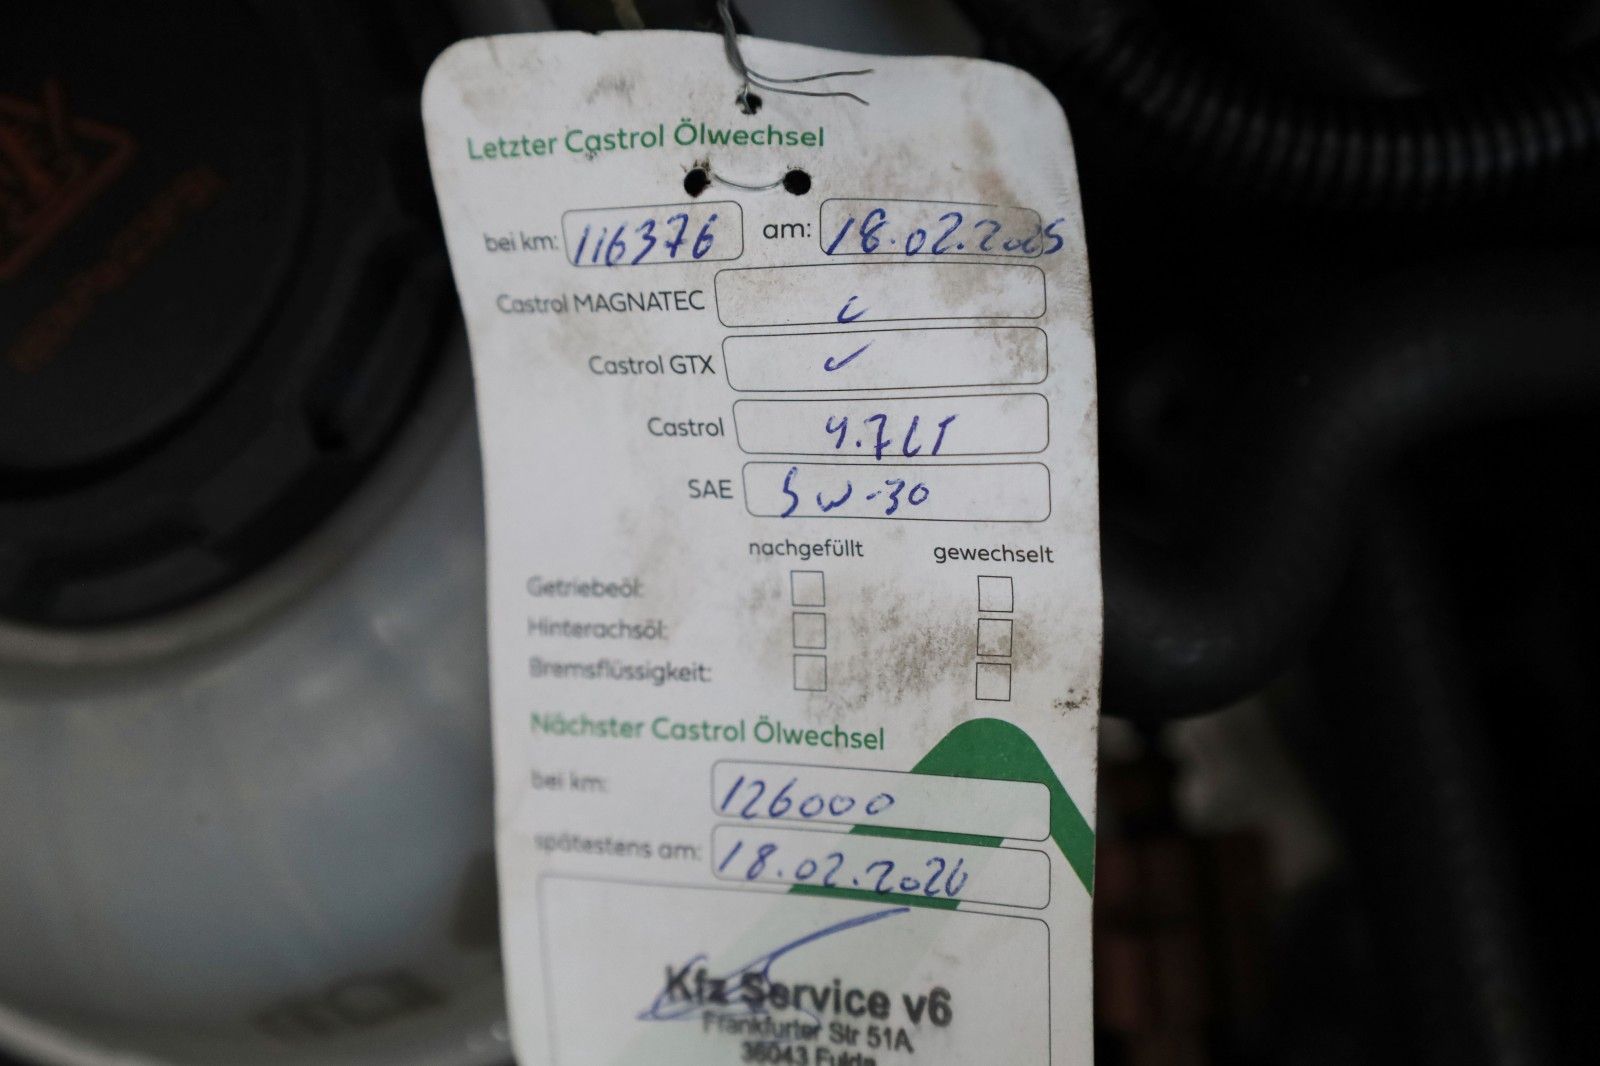 Letzter Castrol Ölwechsel
bei km: 116376 am: 18.02.2025
Castrol MAGNATEC
Castrol GTX ✓
Castrol 4.7 LT
SAE 5W-30
nachgefüllt gewechselt
Getriebeöl:
Hinterachsöl:
Bremsflüssigkeit:
Nächster Castrol Ölwechsel
bei km: 126000
spätestens am: 18.02.2026
Kfz Service v6
Frankfurter Str 51A
36043 Fulda